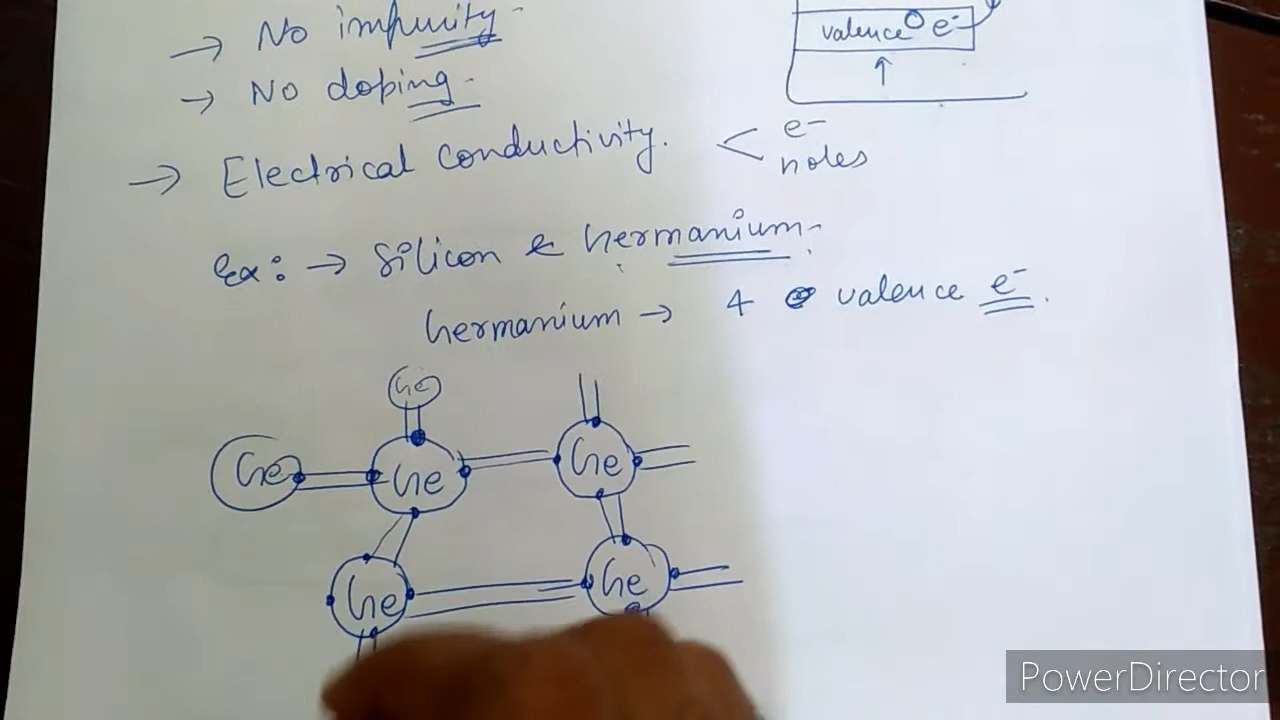 → No impurity.
→ No doping.
valence e-
↑
→ Electrical conductivity. < e-
holes
Ex: → Silicon & Germanium.
Germanium → 4 valence e-.
Ge
Ge Ge Ge
Ge Ge
PowerDirector